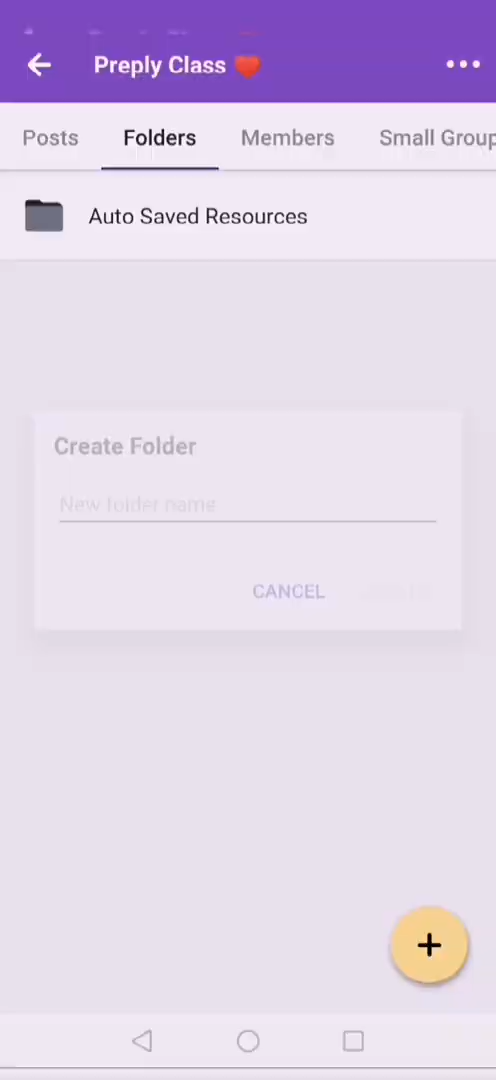 Preply Class ❤️
Posts
Folders
Members
Small Group
Auto Saved Resources
Create Folder
New folder name
CANCEL